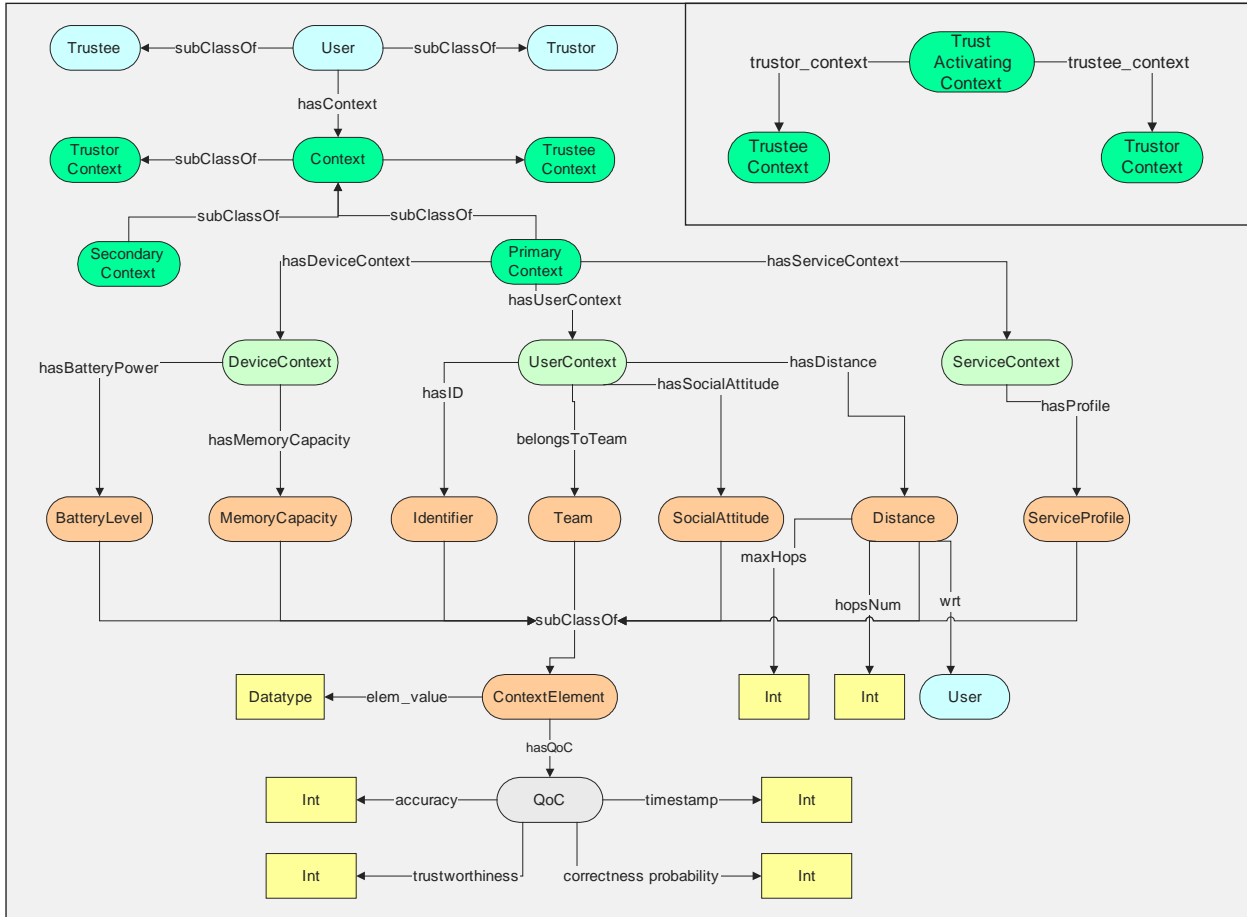 Trustee
subClassOf
User
subClassOf
Trustor
hasContext
Trustor
Context
subClassOf
Context
Trustee
Context
subClassOf
subClassOf
Secondary
Context
Primary
Context
Trust
Activating
Context
trustor_context
trustee_context
Trustee
Context
Trustor
Context
hasDeviceContext
hasServiceContext
hasUserContext
DeviceContext
UserContext
ServiceContext
hasBatteryPower
hasDistance
hasID
hasSocialAttitude
hasProfile
hasMemoryCapacity
belongsToTeam
BatteryLevel
MemoryCapacity
Identifier
Team
SocialAttitude
Distance
ServiceProfile
maxHops
hopsNum
wrt
subClassOf
Datatype
elem_value
ContextElement
Int
Int
User
hasQoC
Int
accuracy
QoC
timestamp
Int
Int
trustworthiness
correctness probability
Int